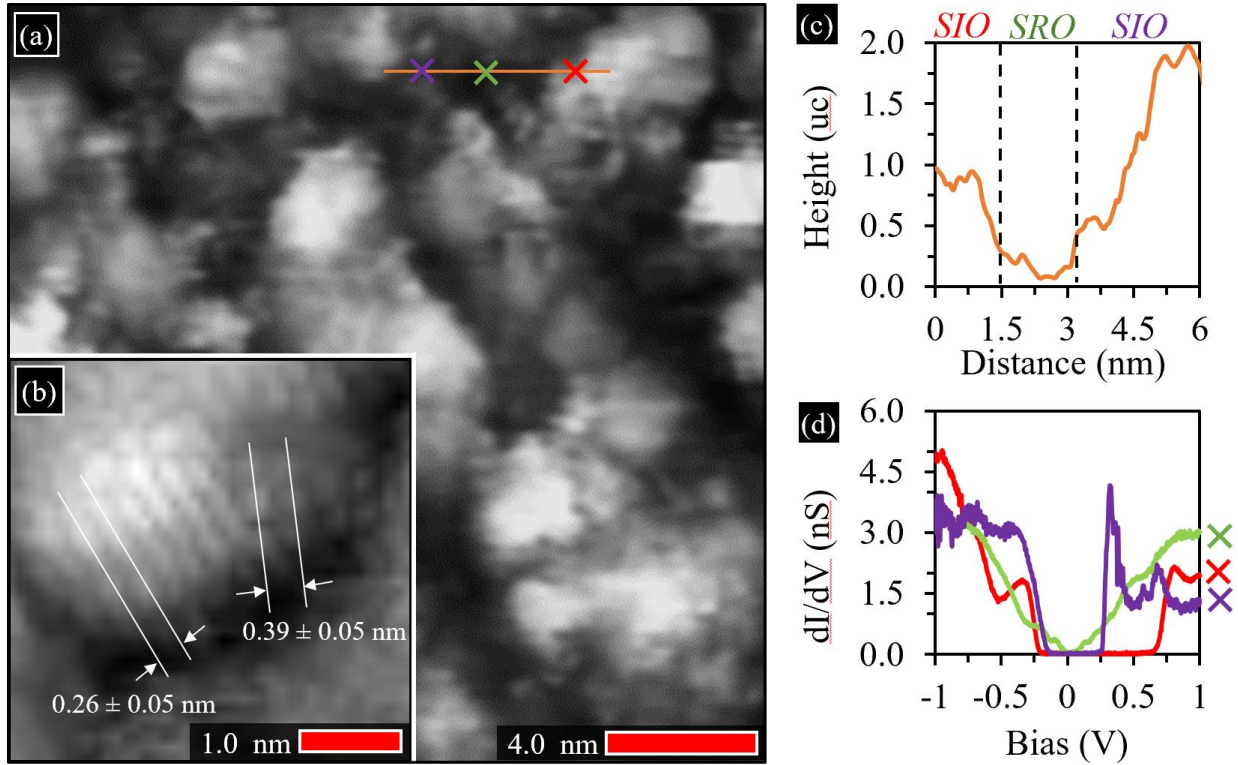 (a)
(b)
0.39 ± 0.05 nm
0.26 ± 0.05 nm
1.0 nm
4.0 nm
(c)
SIO SRO SIO
Height (uc)
2.0
1.5
1.0
0.5
0.0
0 1.5 3 4.5 6
Distance (nm)
(d)
dI/dV (nS)
6.0
4.5
3.0
1.5
0.0
-1 -0.5 0 0.5 1
Bias (V)